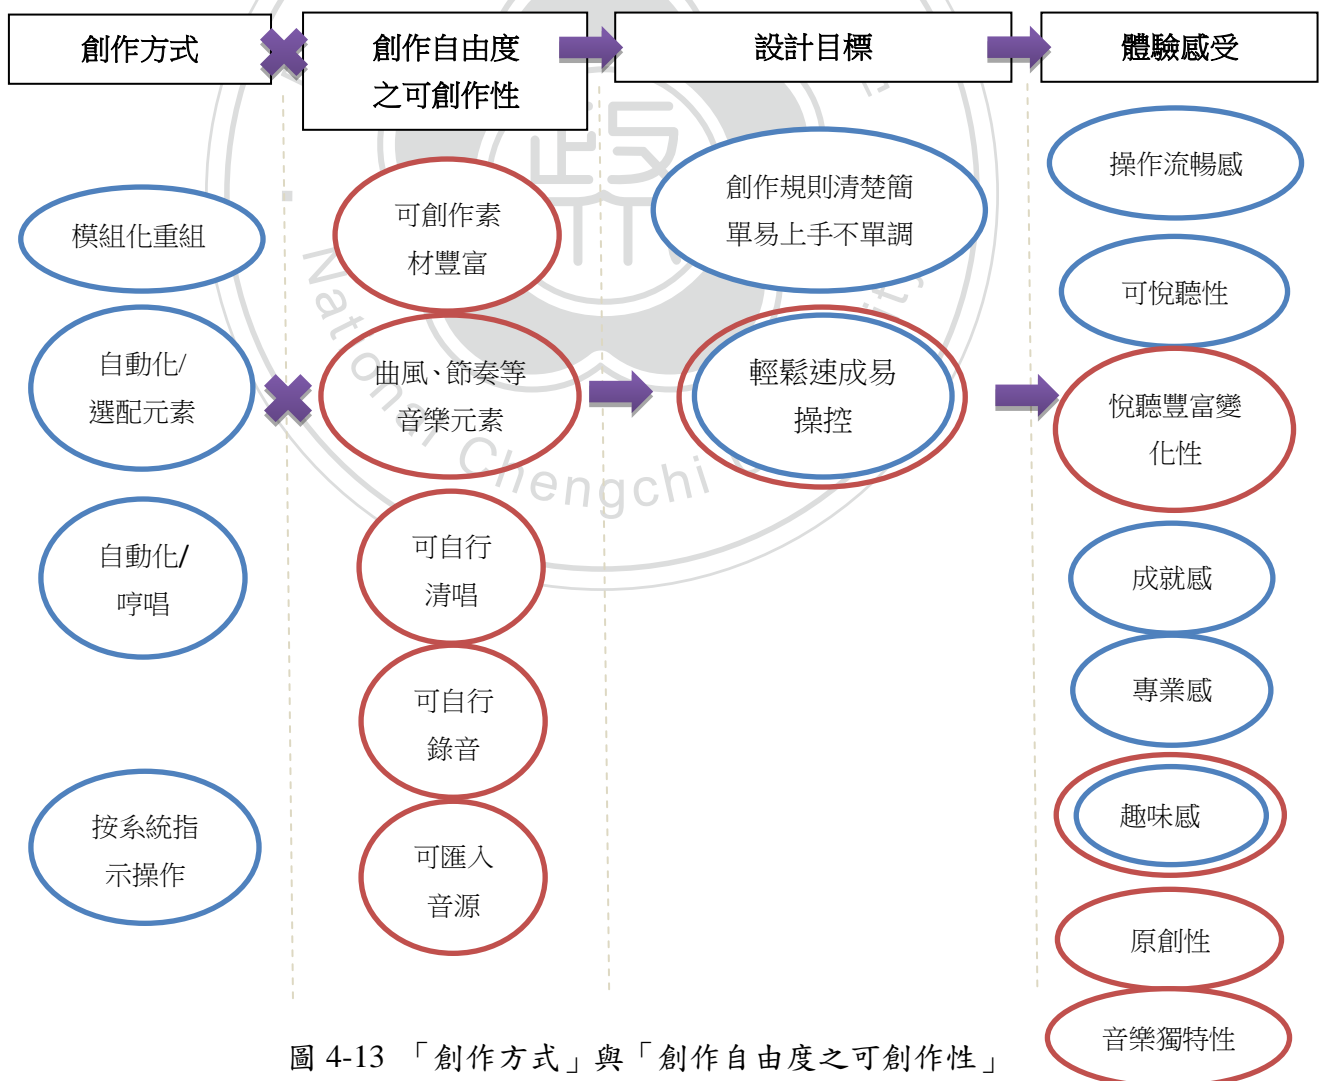 創作方式
創作自由度
之可創作性
設計目標
體驗感受
模組化重組
自動化/
選配元素
自動化/
哼唱
按系統指
示操作
可創作素
材豐富
曲風、節奏等
音樂元素
可自行
清唱
可自行
錄音
可匯入
音源
創作規則清楚簡
單易上手不單調
輕鬆速成易
操控
操作流暢感
可悅聽性
悅聽豐富變
化性
成就感
專業感
趣味感
原創性
音樂獨特性
政
National Chengchi
圖 4-13 「創作方式」與「創作自由度之可創作性」